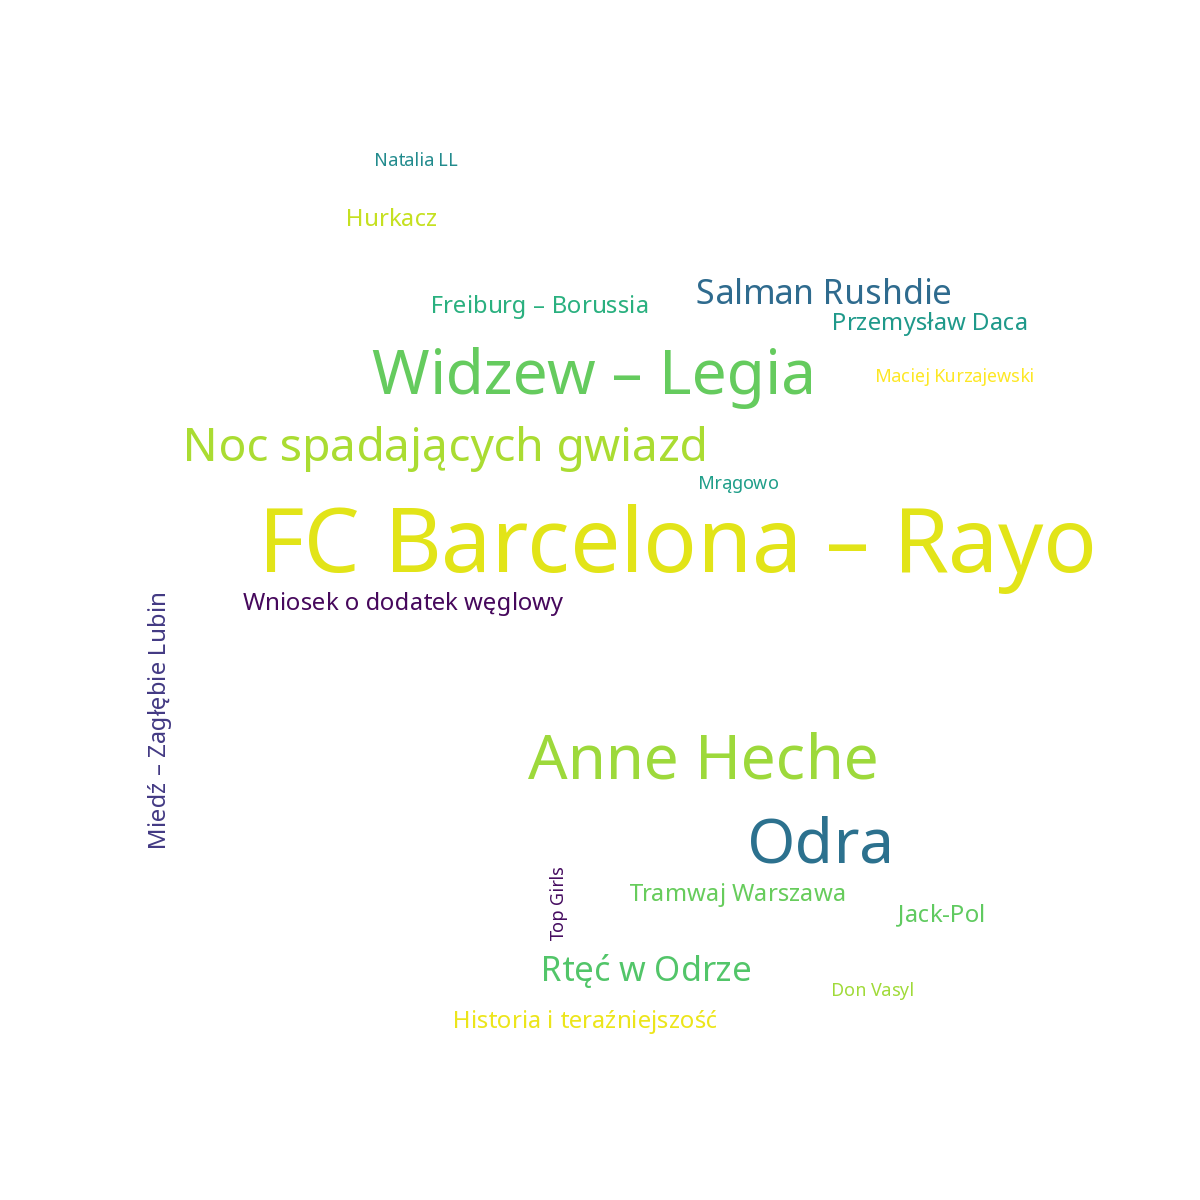 Natalia LL
Hurkacz
Salman Rushdie
Freiburg – Borussia
Przemysław Daca
Widzew – Legia
Maciej Kurzajewski
Noc spadających gwiazd
Mrągowo
FC Barcelona – Rayo
Wniosek o dodatek węglowy
Miedź – Zagłębie Lubin
Anne Heche
Odra
Tramwaj Warszawa
Top Girls
Jack-Pol
Rtęć w Odrze
Don Vasyl
Historia i teraźniejszość